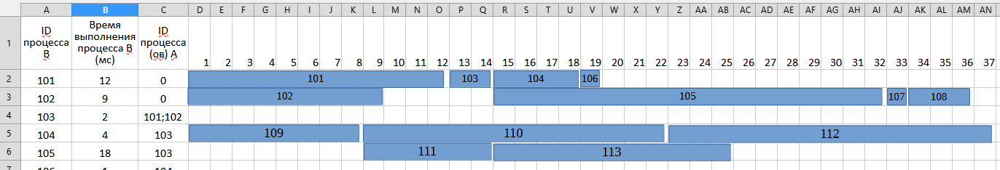 A B C D E F G H I J K L M N O P Q R S T U V W X Y Z AA AB AC AD AE AF AG AH AI AJ AK AL AM AN
1 ID процесса B Время выполнения процесса B (мс) ID процесса (ов) A 1 2 3 4 5 6 7 8 9 10 11 12 13 14 15 16 17 18 19 20 21 22 23 24 25 26 27 28 29 30 31 32 33 34 35 36 37
2 101 12 0 101 103 104 106
3 102 9 0 102 105 107 108
4 103 2 101;102
5 104 4 103 109 110 112
6 105 18 103 111 113